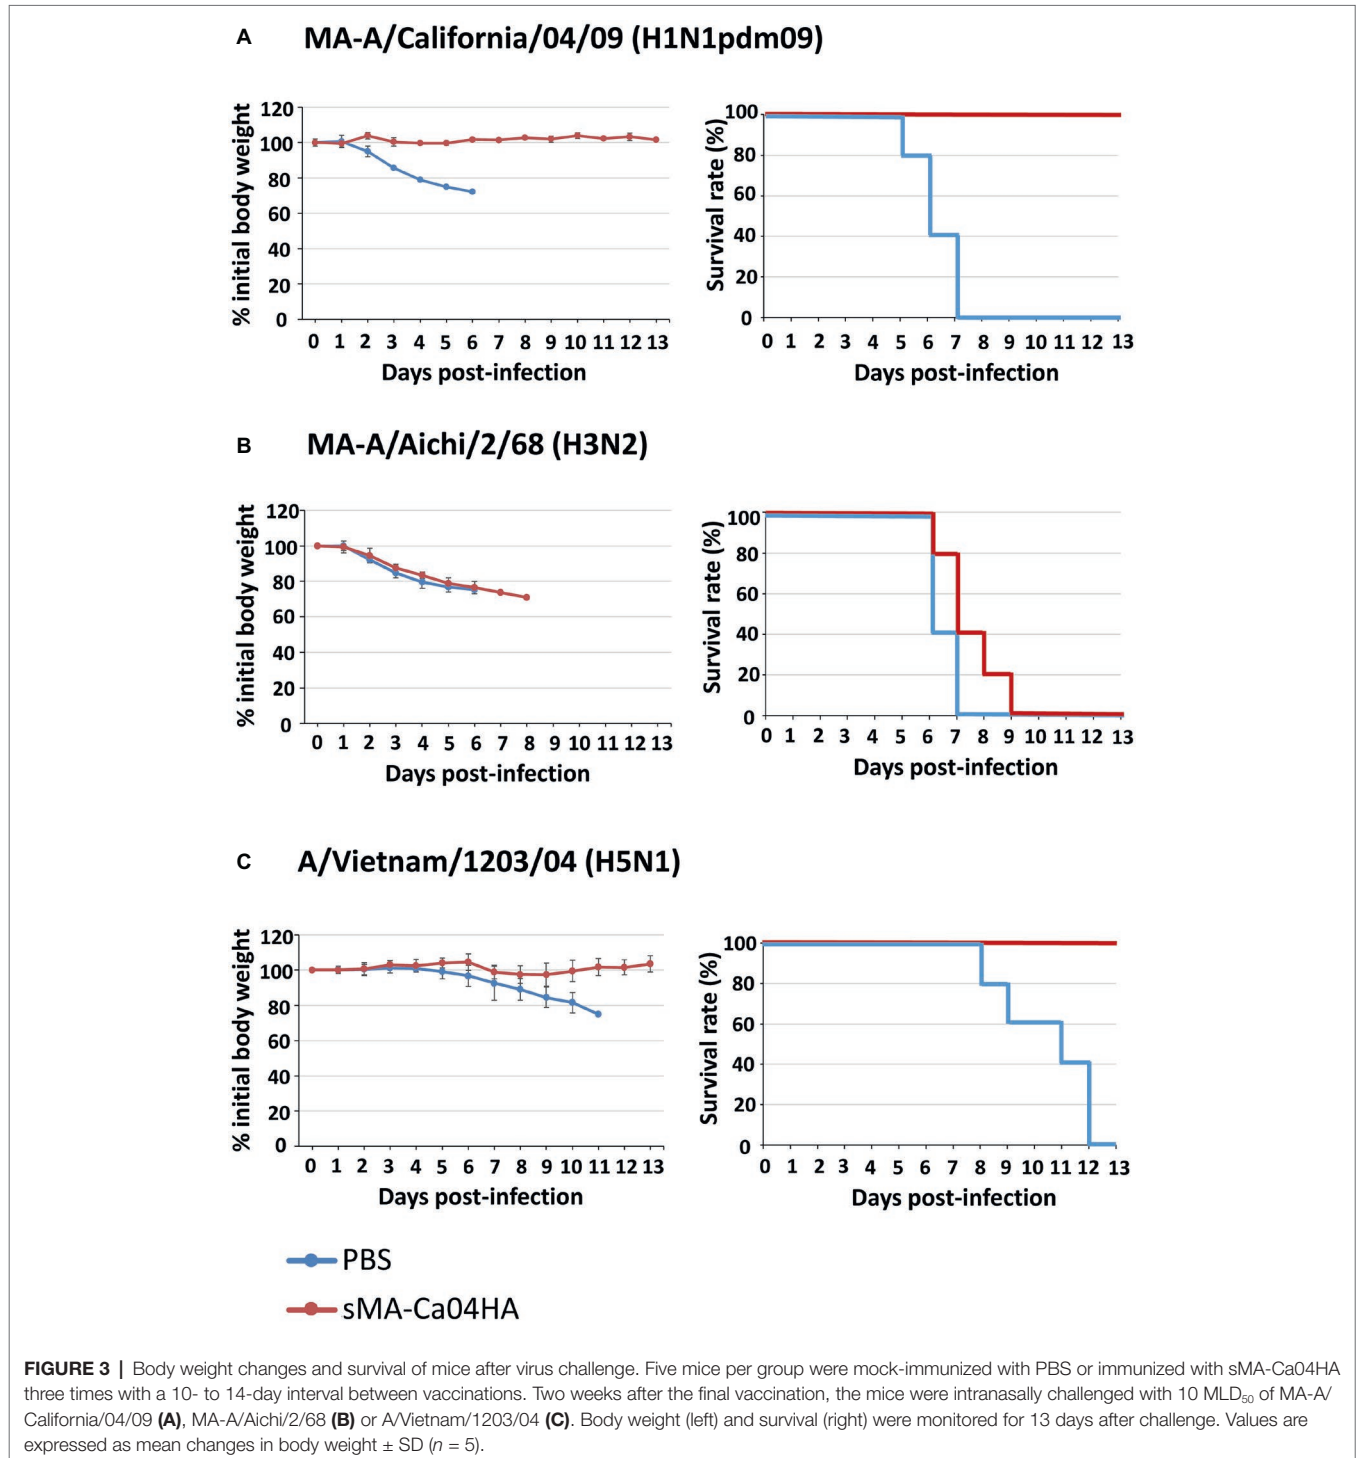 A MA-A/California/04/09 (H1N1pdm09)
% initial body weight
120
100
80
60
40
20
0
0 1 2 3 4 5 6 7 8 9 10 11 12 13
Days post-infection
Survival rate (%)
100
80
60
40
20
0
0 1 2 3 4 5 6 7 8 9 10 11 12 13
Days post-infection
B MA-A/Aichi/2/68 (H3N2)
% initial body weight
120
100
80
60
40
20
0
0 1 2 3 4 5 6 7 8 9 10 11 12 13
Days post-infection
Survival rate (%)
100
80
60
40
20
0
0 1 2 3 4 5 6 7 8 9 10 11 12 13
Days post-infection
C A/Vietnam/1203/04 (H5N1)
% initial body weight
120
100
80
60
40
20
0
0 1 2 3 4 5 6 7 8 9 10 11 12 13
Days post-infection
Survival rate (%)
100
80
60
40
20
0
0 1 2 3 4 5 6 7 8 9 10 11 12 13
Days post-infection
PBS
sMA-Ca04HA
FIGURE 3 | Body weight changes and survival of mice after virus challenge. Five mice per group were mock-immunized with PBS or immunized with sMA-Ca04HA
three times with a 10- to 14-day interval between vaccinations. Two weeks after the final vaccination, the mice were intranasally challenged with 10 MLD₅₀ of MA-A/
California/04/09 (A), MA-A/Aichi/2/68 (B) or A/Vietnam/1203/04 (C). Body weight (left) and survival (right) were monitored for 13 days after challenge. Values are
expressed as mean changes in body weight ± SD (n = 5).